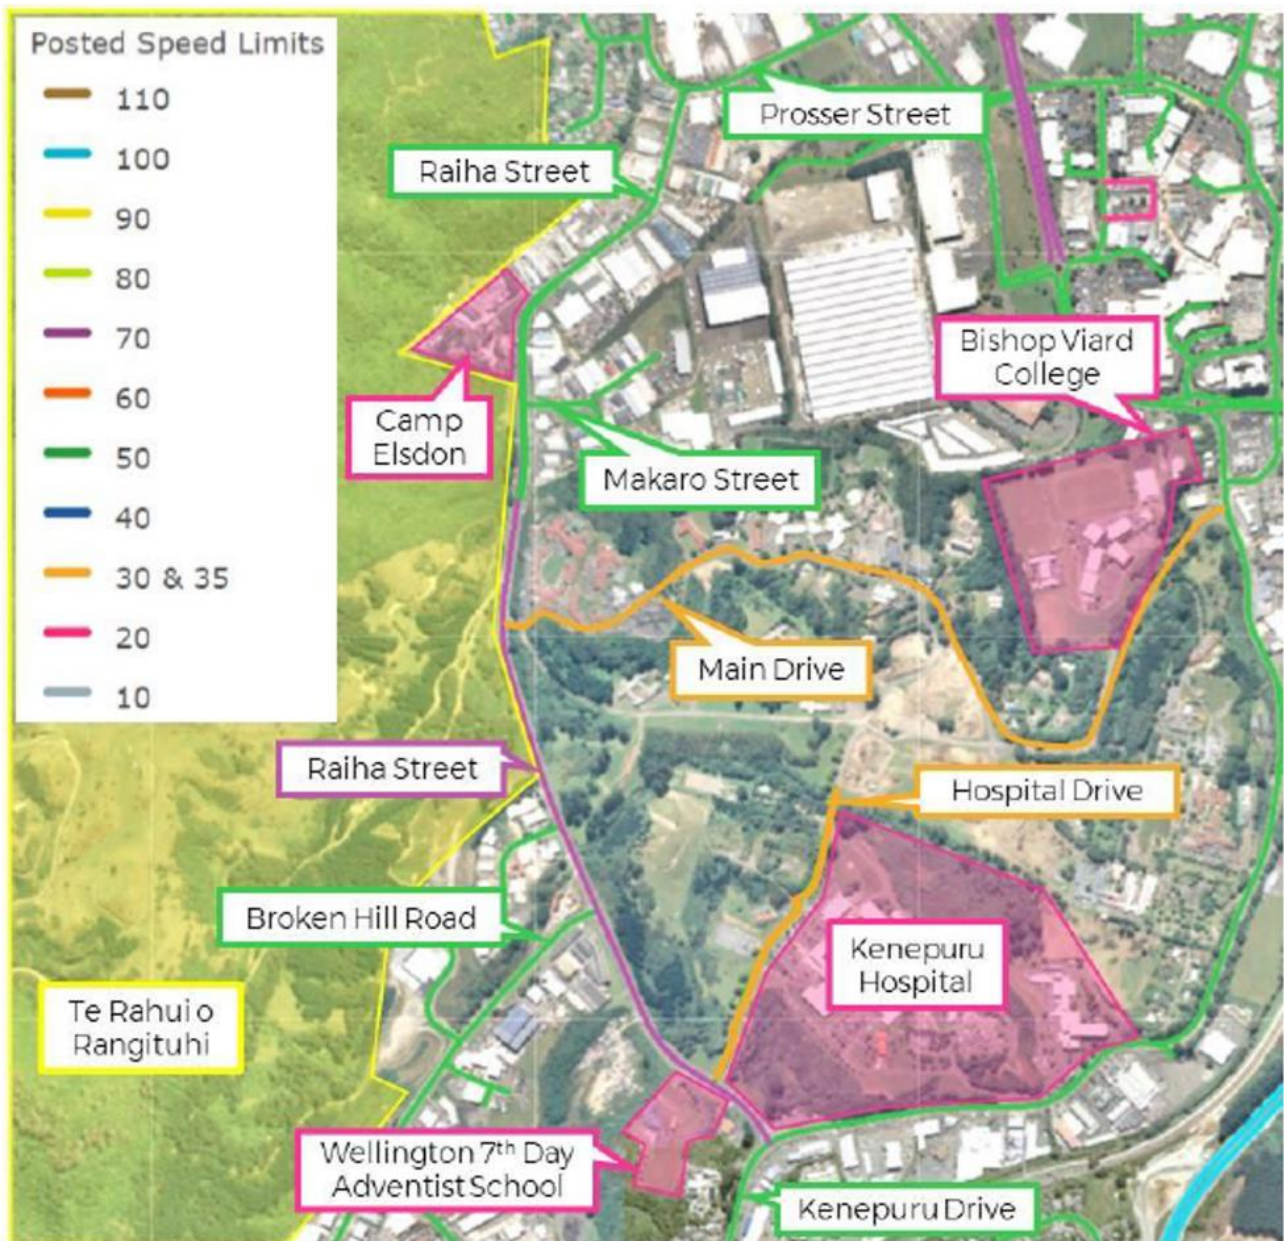 Posted Speed Limits
110
100
90
80
70
60
50
40
30 & 35
20
10
Prosser Street
Raiha Street
Bishop Viard
College
Camp
Elsdon
Makaro Street
Main Drive
Raiha Street
Hospital Drive
Broken Hill Road
Kenepuru
Hospital
Te Rahui o
Rangituhi
Wellington 7th Day
Adventist School
Kenepuru Drive